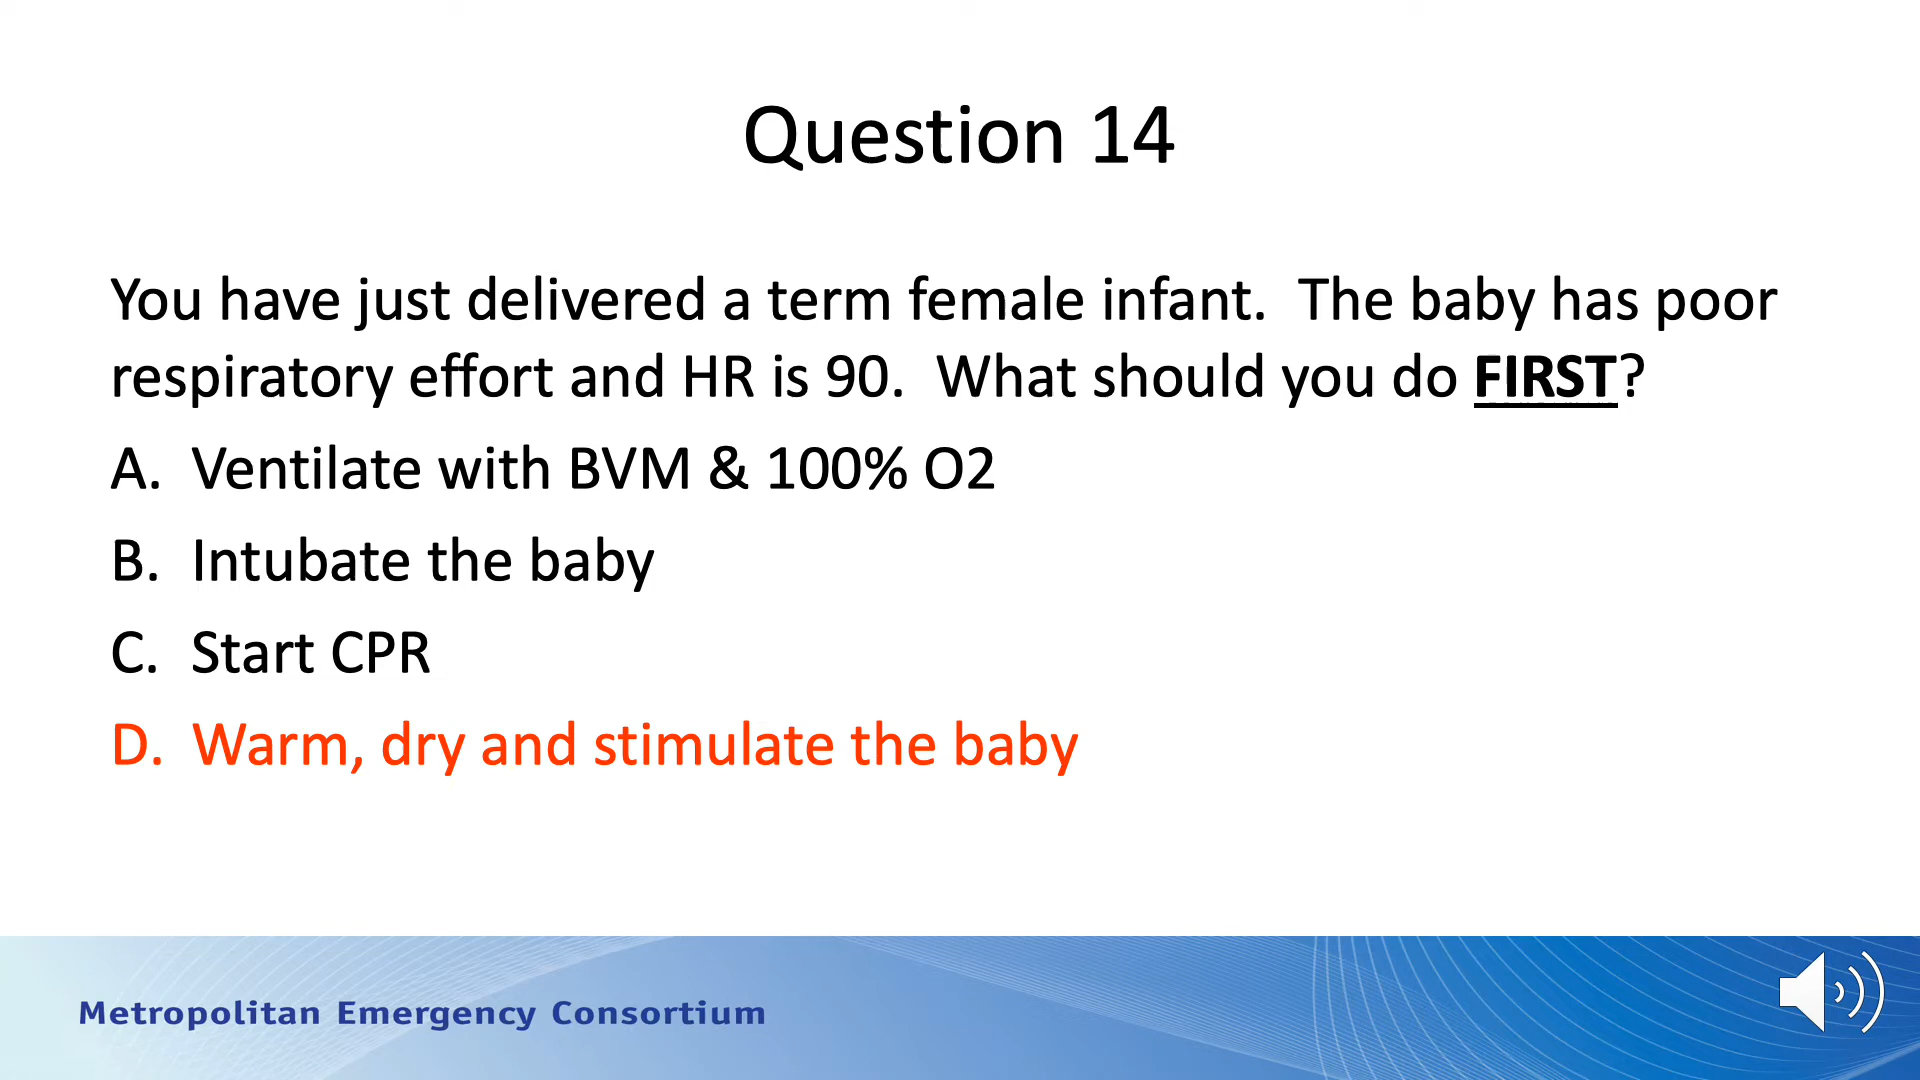 Question 14
You have just delivered a term female infant.  The baby has poor
respiratory effort and HR is 90.  What should you do FIRST?
A. Ventilate with BVM & 100% O2
B. Intubate the baby
C. Start CPR
D. Warm, dry and stimulate the baby
Metropolitan Emergency Consortium